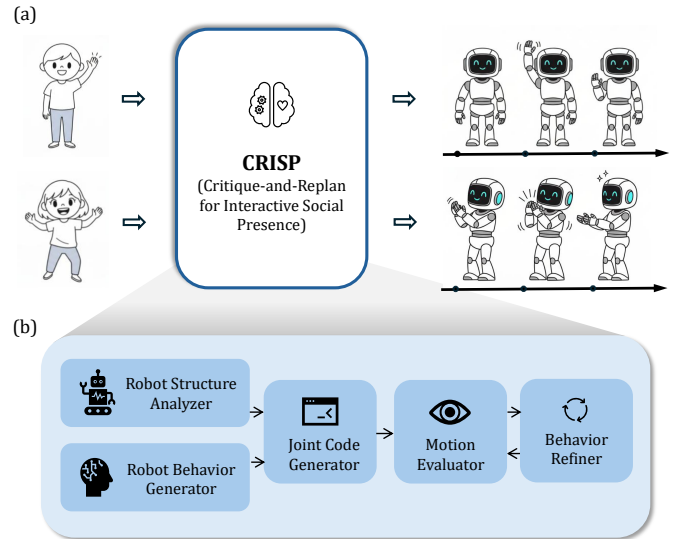 (a)
CRISP
(Critique-and-Replan
for Interactive Social
Presence)
(b)
Robot Structure
Analyzer
Robot Behavior
Generator
Joint Code
Generator
Motion
Evaluator
Behavior
Refiner